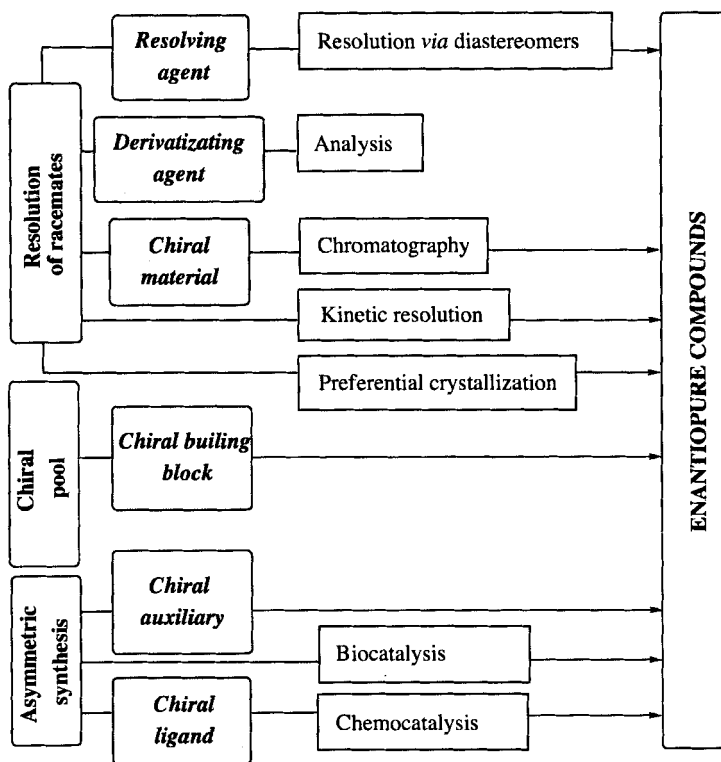 Resolution
of racemates
Resolving
agent
Resolution via diastereomers
Derivatizating
agent
Analysis
Chiral
material
Chromatography
Kinetic resolution
Preferential crystallization
Chiral
pool
Chiral builing
block
Asymmetric
synthesis
Chiral
auxiliary
Biocatalysis
Chiral
ligand
Chemocatalysis
ENANTIOPURE COMPOUNDS